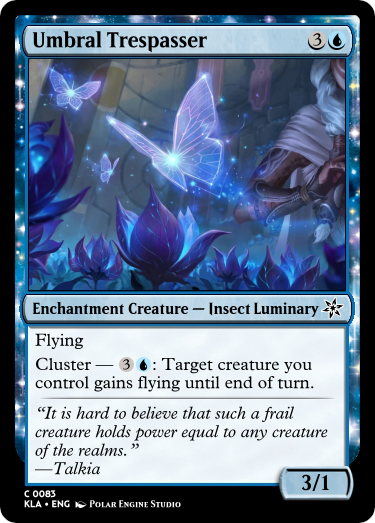 Umbral Trespasser 3
Enchantment Creature — Insect Luminary
Flying
Cluster — 3 : Target creature you
control gains flying until end of turn.
“It is hard to believe that such a frail
creature holds power equal to any creature
of the realms.”
—Talkia
3/1
C 0083
KLA • ENG Polar Engine Studio